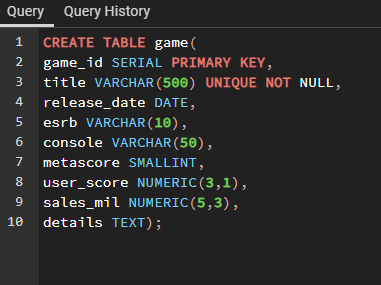 Query Query History
1 CREATE TABLE game(
2 game_id SERIAL PRIMARY KEY,
3 title VARCHAR(500) UNIQUE NOT NULL,
4 release_date DATE,
5 esrb VARCHAR(10),
6 console VARCHAR(50),
7 metascore SMALLINT,
8 user_score NUMERIC(3,1),
9 sales_mil NUMERIC(5,3),
10 details TEXT);